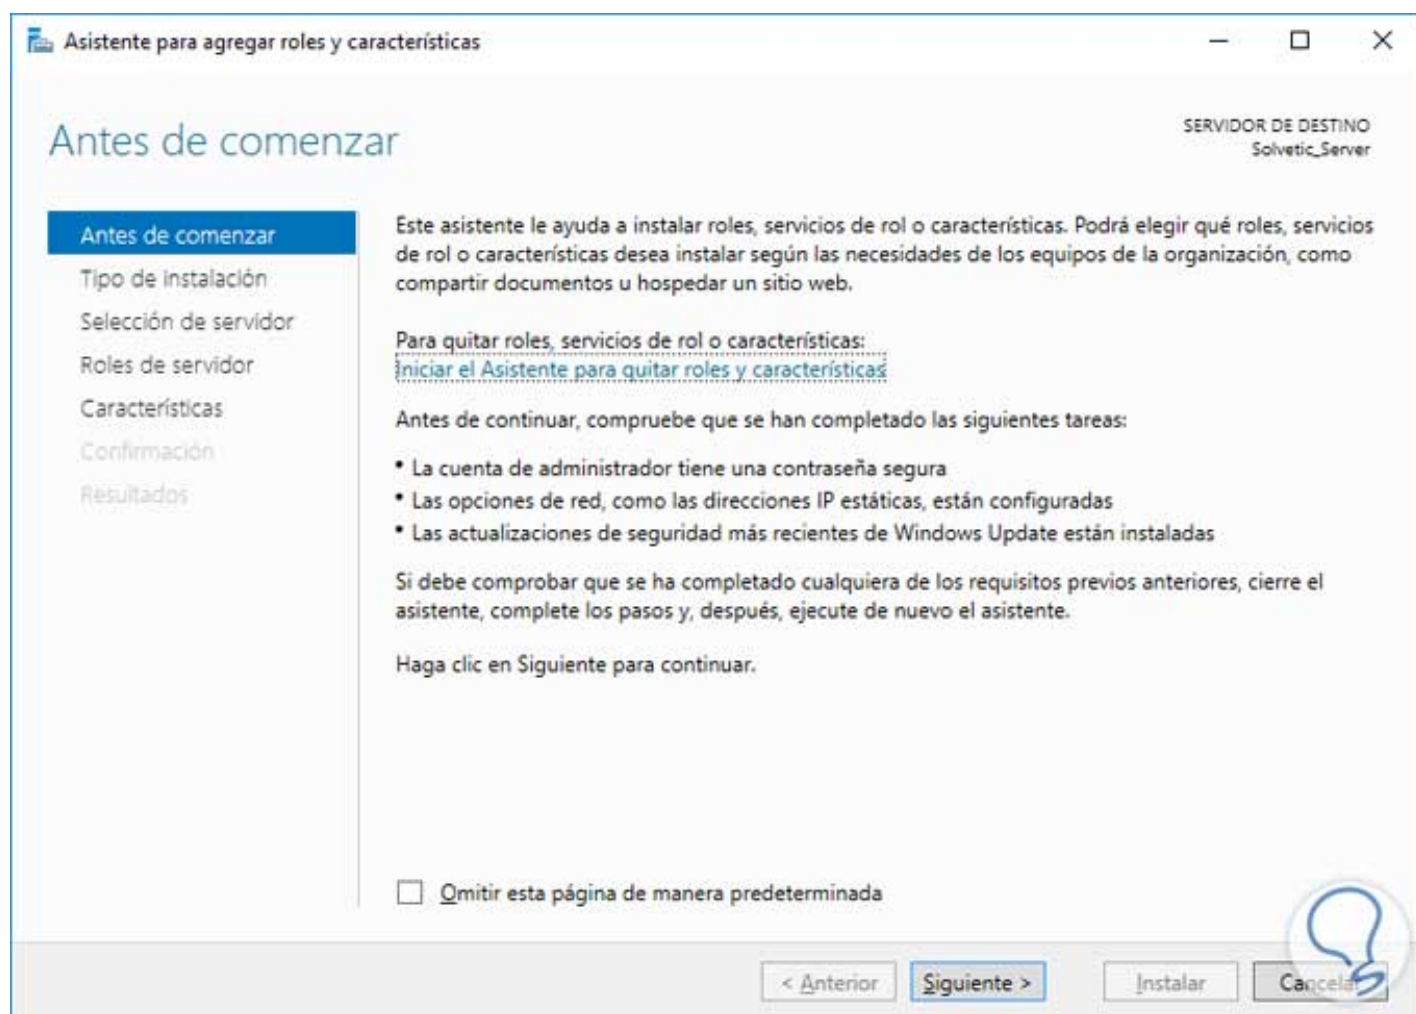 Asistente para agregar roles y características
Antes de comenzar
SERVIDOR DE DESTINO
Solvetic_Server
Antes de comenzar
Tipo de instalación
Selección de servidor
Roles de servidor
Características
Confirmación
Resultados
Este asistente le ayuda a instalar roles, servicios de rol o características. Podrá elegir qué roles, servicios
de rol o características desea instalar según las necesidades de los equipos de la organización, como
compartir documentos u hospedar un sitio web.
Para quitar roles, servicios de rol o características:
Iniciar el Asistente para quitar roles y características
Antes de continuar, compruebe que se han completado las siguientes tareas:
• La cuenta de administrador tiene una contraseña segura
• Las opciones de red, como las direcciones IP estáticas, están configuradas
• Las actualizaciones de seguridad más recientes de Windows Update están instaladas
Si debe comprobar que se ha completado cualquiera de los requisitos previos anteriores, cierre el
asistente, complete los pasos y, después, ejecute de nuevo el asistente.
Haga clic en Siguiente para continuar.
Omitir esta página de manera predeterminada
< Anterior
Siguiente >
Instalar
Cancelar